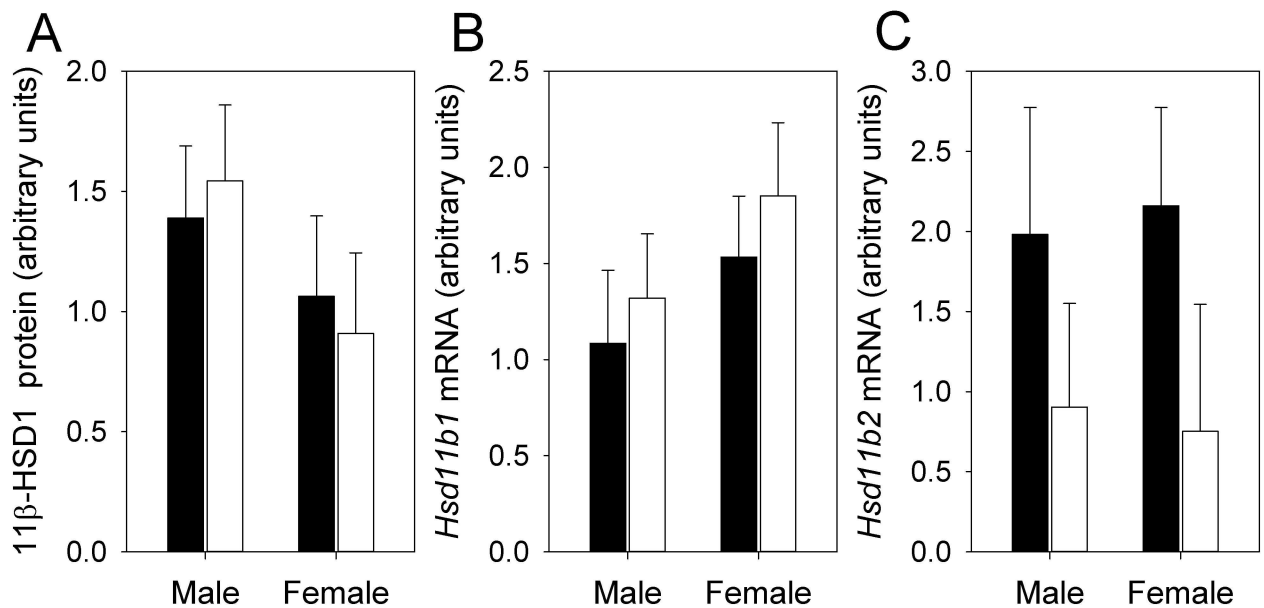 A
11β-HSD1 protein (arbitrary units)
2.0
1.5
1.0
0.5
0.0
Male Female
B
Hsd11b1 mRNA (arbitrary units)
2.5
2.0
1.5
1.0
0.5
0.0
Male Female
C
Hsd11b2 mRNA (arbitrary units)
3.0
2.5
2.0
1.5
1.0
0.5
0.0
Male Female